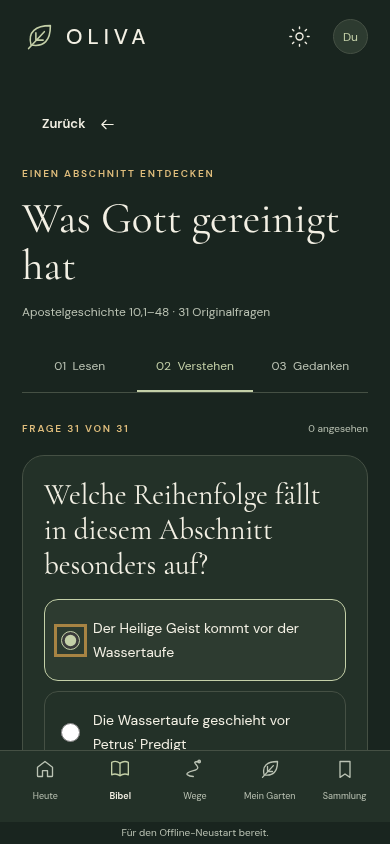 OLIVA
Du
Zurück ←
EINEN ABSCHNITT ENTDECKEN
Was Gott gereinigt
hat
Apostelgeschichte 10,1–48 · 31 Originalfragen
01 Lesen 02 Verstehen 03 Gedanken
FRAGE 31 VON 31
0 angesehen
Welche Reihenfolge fällt
in diesem Abschnitt
besonders auf?
Der Heilige Geist kommt vor der
Wassertaufe
Die Wassertaufe geschieht vor
Petrus' Predigt
Heute Bibel Wege Mein Garten Sammlung
Für den Offline-Neustart bereit.